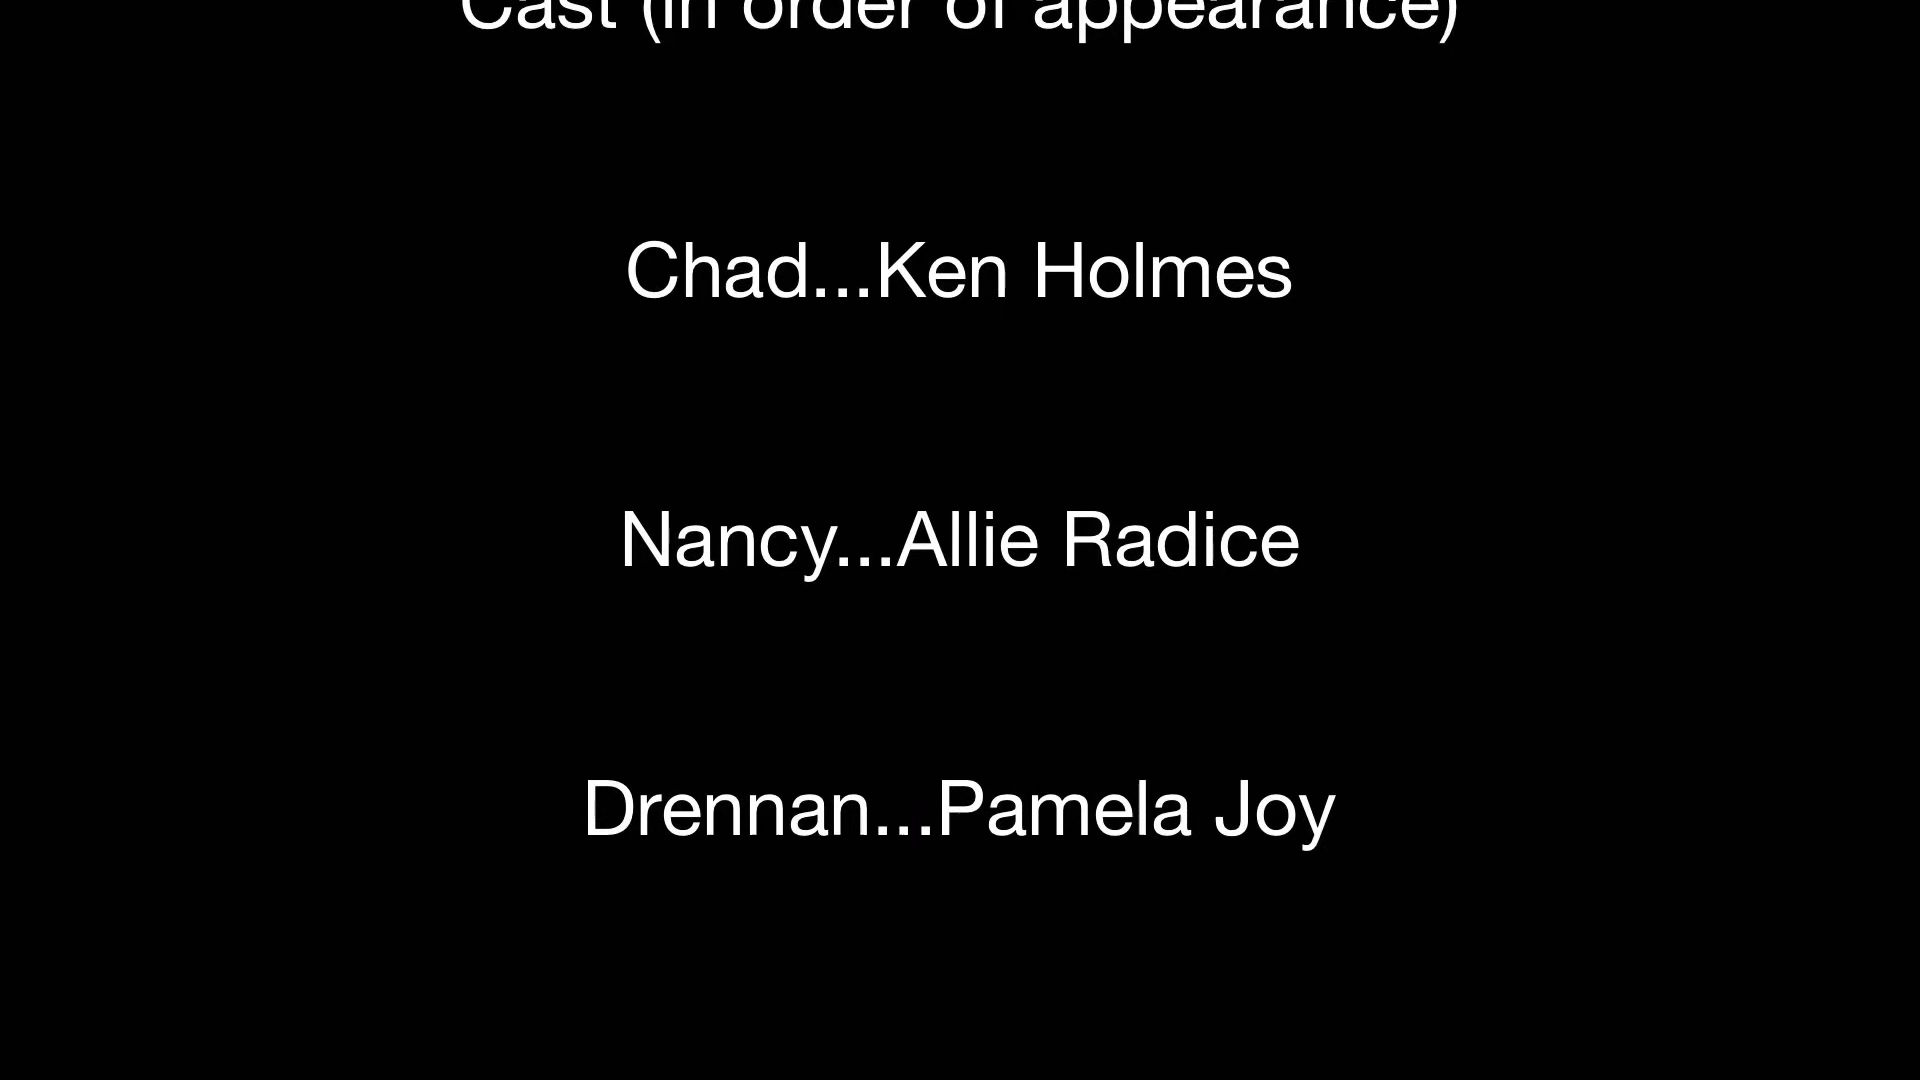 Cast (in order of appearance)
Chad...Ken Holmes
Nancy...Allie Radice
Drennan...Pamela Joy